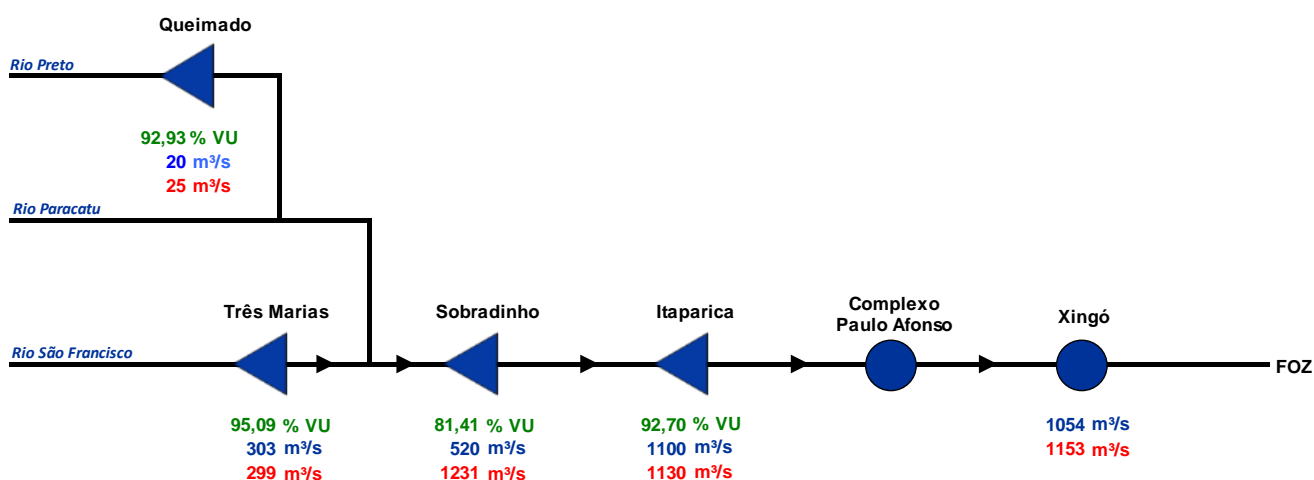 Queimado
Rio Preto
92,93 % VU
20 m³/s
25 m³/s
Rio Paracatu
Três Marias
Sobradinho
Itaparica
Complexo
Paulo Afonso
Xingó
Rio São Francisco
FOZ
95,09 % VU
303 m³/s
299 m³/s
81,41 % VU
520 m³/s
1231 m³/s
92,70 % VU
1100 m³/s
1130 m³/s
1054 m³/s
1153 m³/s